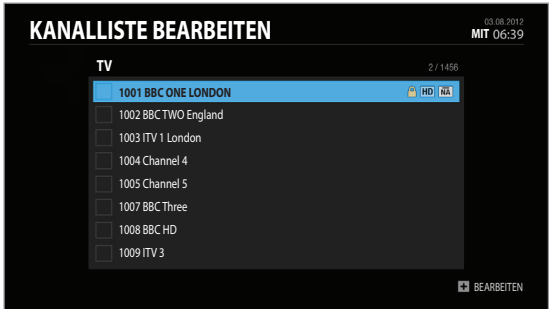 KANALLISTE BEARBEITEN
03.08.2012
MIT 06:39
TV
2 / 1456
1001 BBC ONE LONDON HD NA
1002 BBC TWO England
1003 ITV 1 London
1004 Channel 4
1005 Channel 5
1007 BBC Three
1008 BBC HD
1009 ITV 3
BEARBEITEN